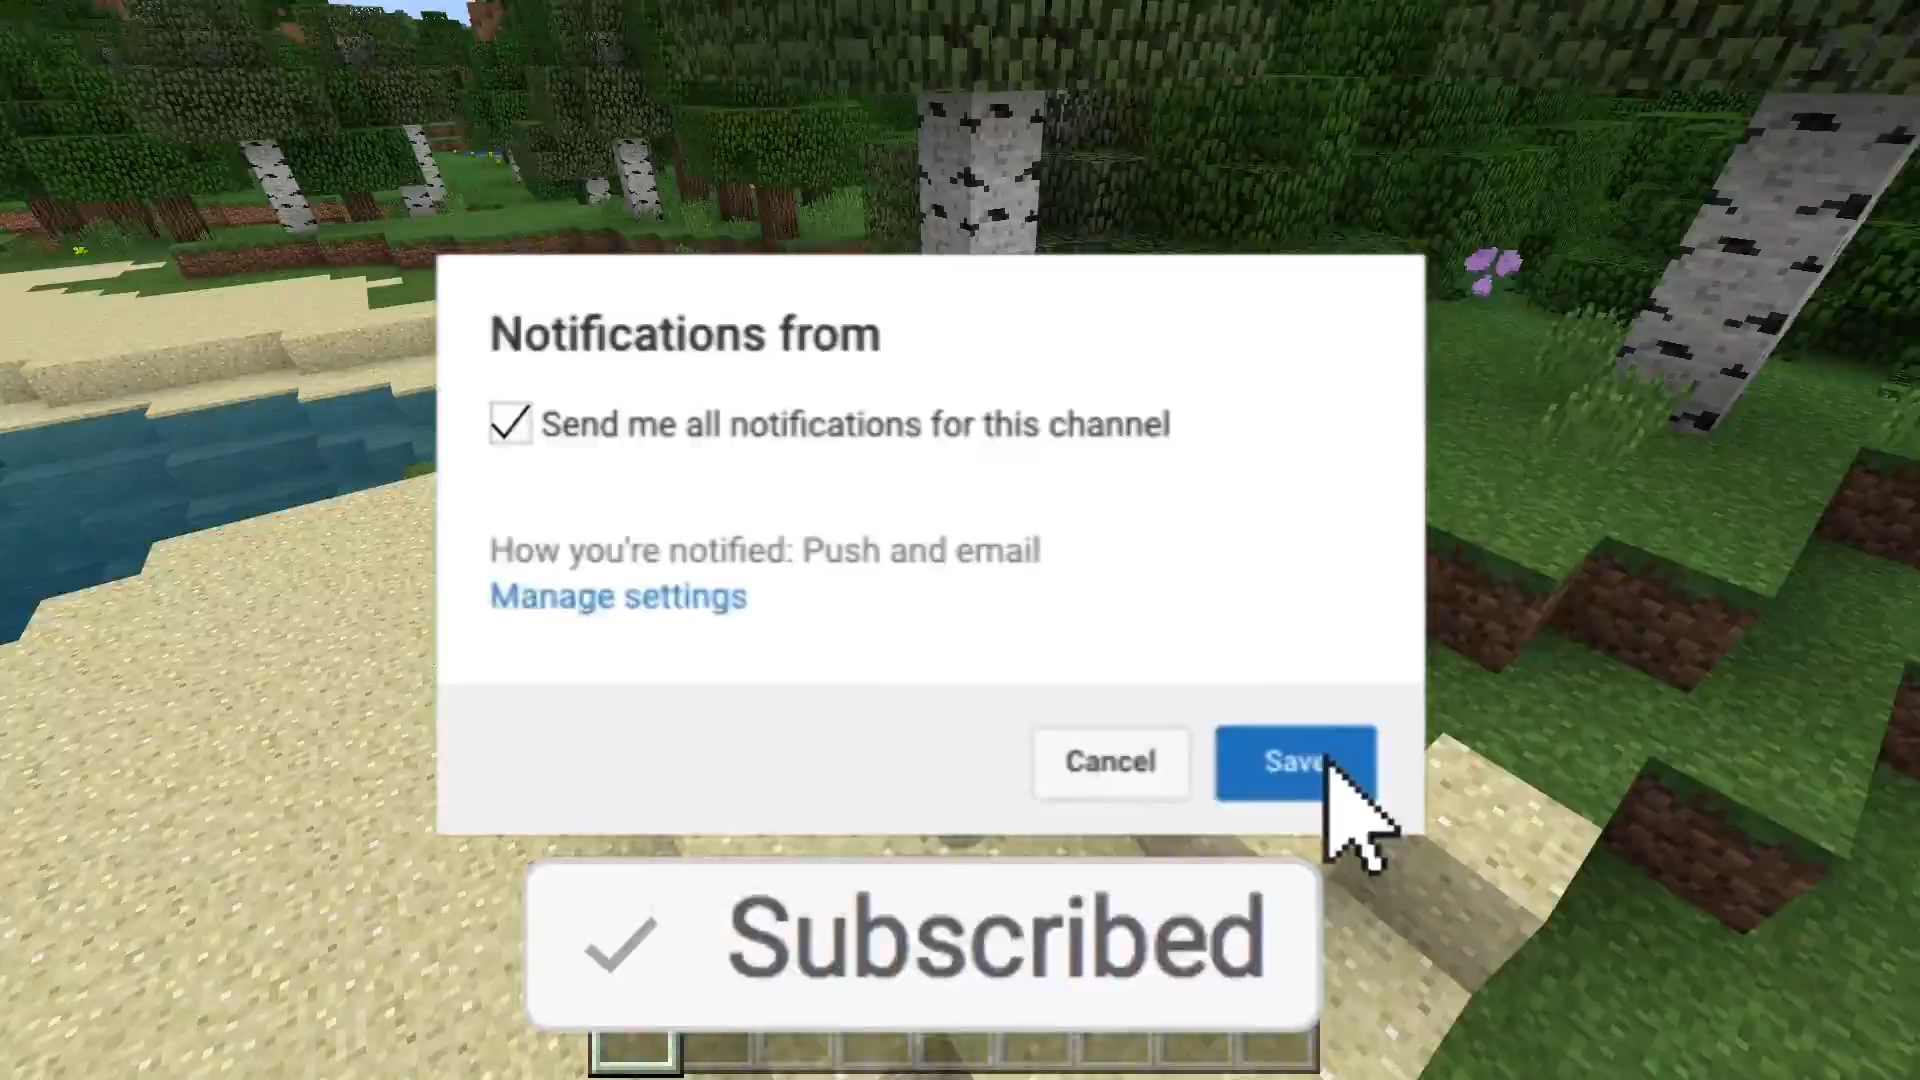 Notifications from
Send me all notifications for this channel
How you're notified: Push and email
Manage settings
Cancel
Save
Subscribed